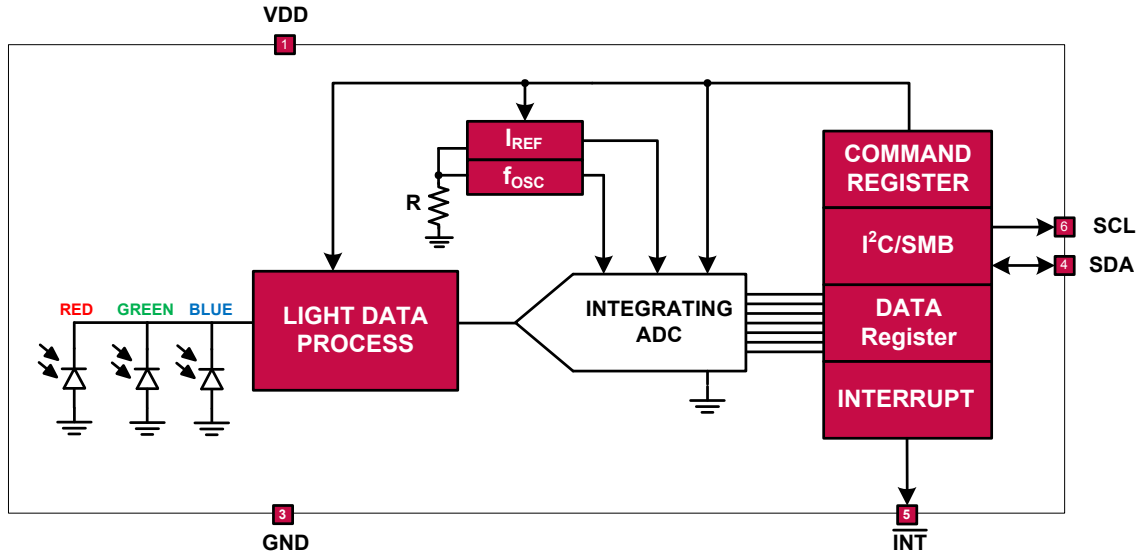 VDD
1
I_REF
f_OSC
R
COMMAND
REGISTER
I²C/SMB
6 SCL
4 SDA
RED GREEN BLUE
LIGHT DATA
PROCESS
INTEGRATING
ADC
DATA
Register
INTERRUPT
3
GND
5
I̅N̅T̅